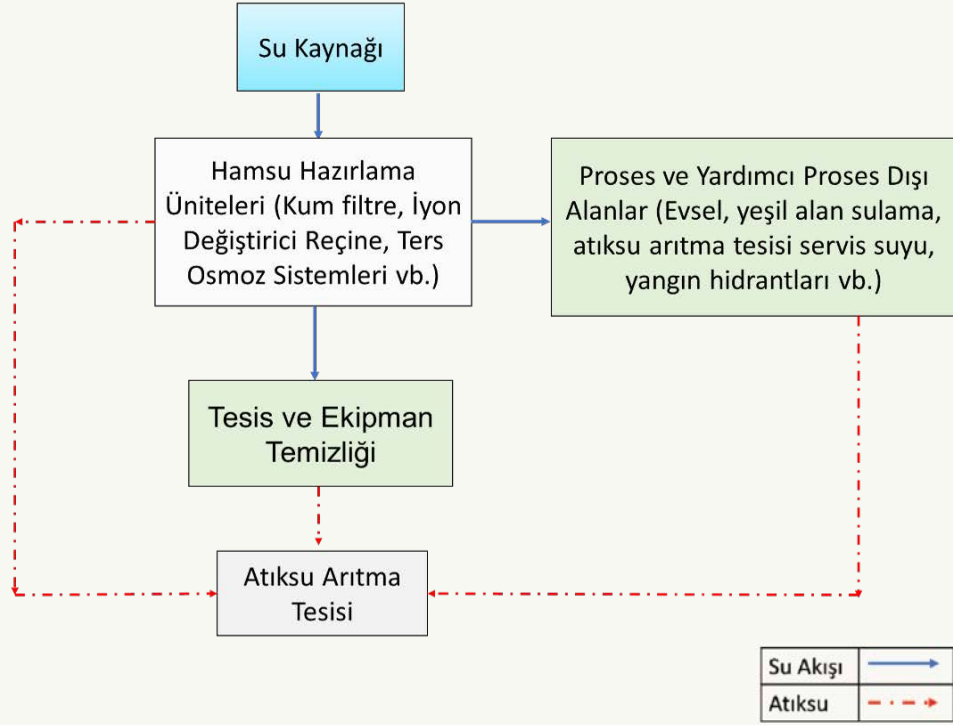 Su Kaynağı
Hamsu Hazırlama
Üniteleri (Kum filtre, İyon
Değiştirici Reçine, Ters
Osmoz Sistemleri vb.)
Proses ve Yardımcı Proses Dışı
Alanlar (Evsel, yeşil alan sulama,
atıksu arıtma tesisi servis suyu,
yangın hidrantları vb.)
Tesis ve Ekipman
Temizliği
Atıksu Arıtma
Tesisi
Su Akışı
Atıksu